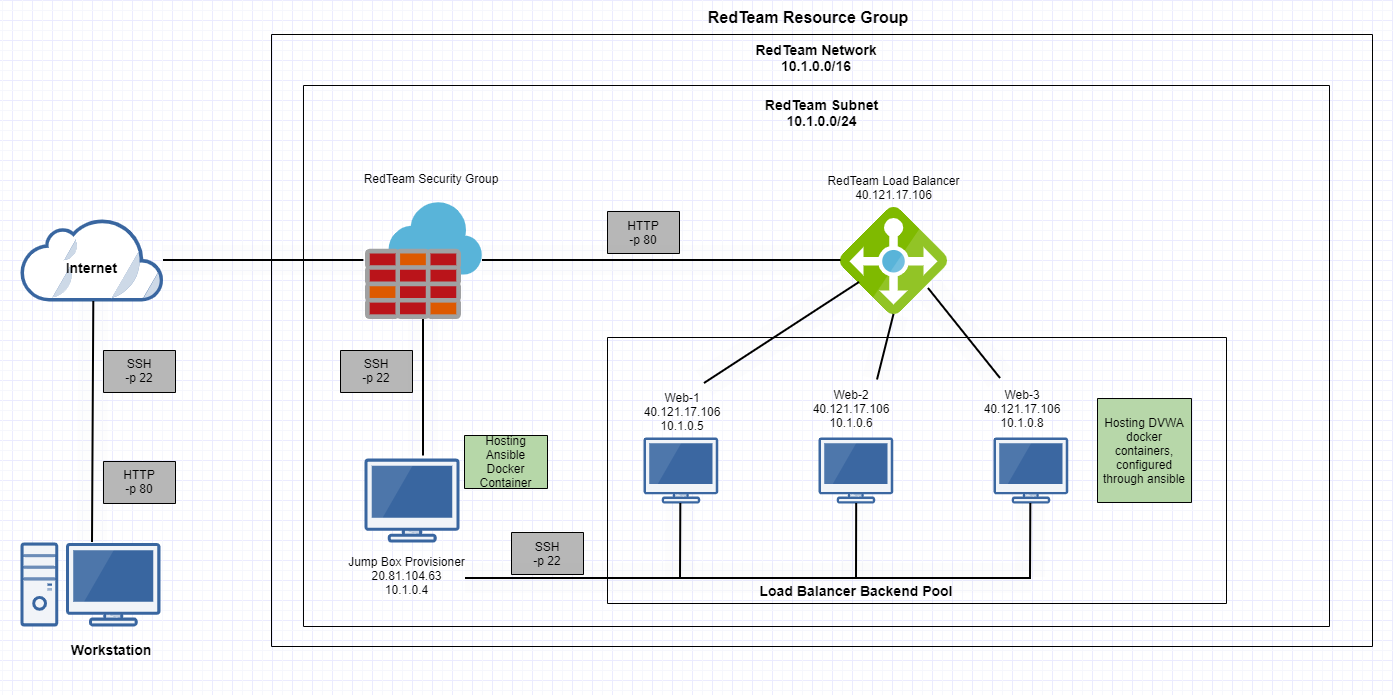 RedTeam Resource Group
RedTeam Network
10.1.0.0/16
RedTeam Subnet
10.1.0.0/24
RedTeam Security Group
RedTeam Load Balancer
40.121.17.106
HTTP
-p 80
Internet
SSH
-p 22
SSH
-p 22
Web-1
40.121.17.106
10.1.0.5
Web-2
40.121.17.106
10.1.0.6
Web-3
40.121.17.106
10.1.0.8
Hosting DVWA
docker
containers,
configured
through ansible
Hosting
Ansible
Docker
Container
HTTP
-p 80
SSH
-p 22
Jump Box Provisioner
20.81.104.63
10.1.0.4
Load Balancer Backend Pool
Workstation